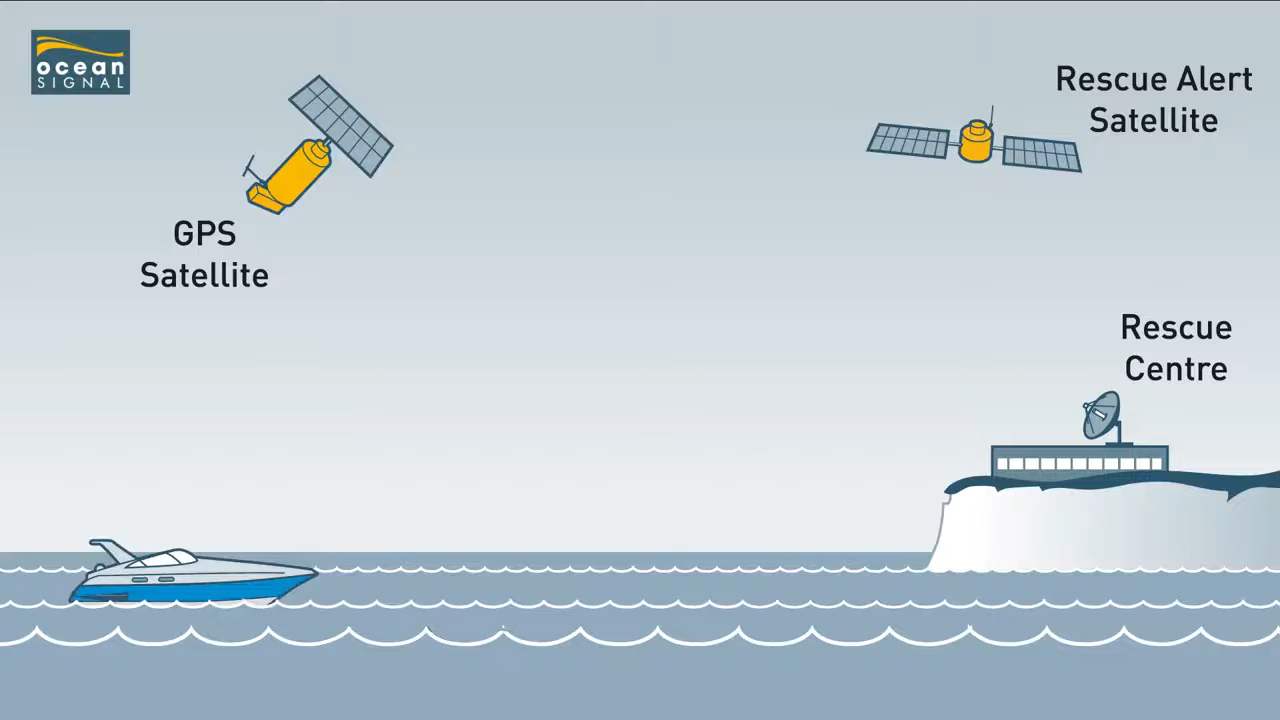 ocean
SIGNAL
Rescue Alert
Satellite
GPS
Satellite
Rescue
Centre